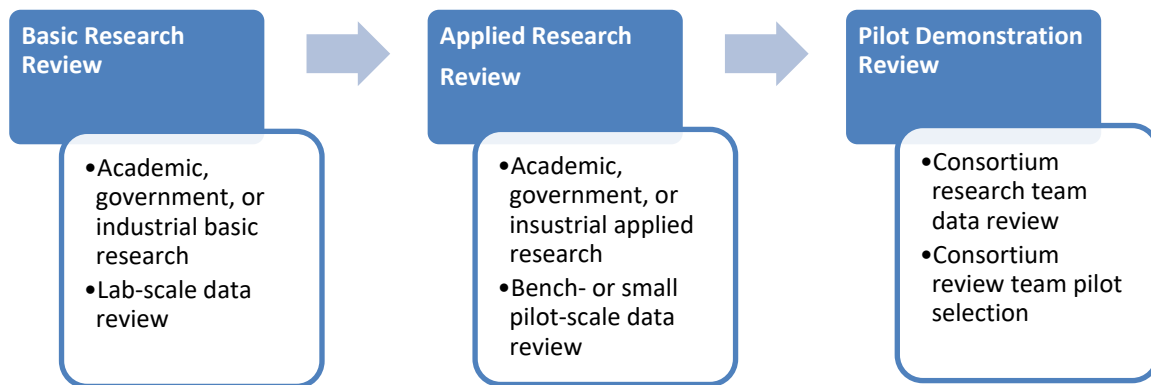 Basic Research
Review
•Academic,
government, or
industrial basic
research
•Lab-scale data
review
Applied Research
Review
•Academic,
government, or
insustrial applied
research
•Bench- or small
pilot-scale data
review
Pilot Demonstration
Review
•Consortium
research team
data review
•Consortium
review team pilot
selection